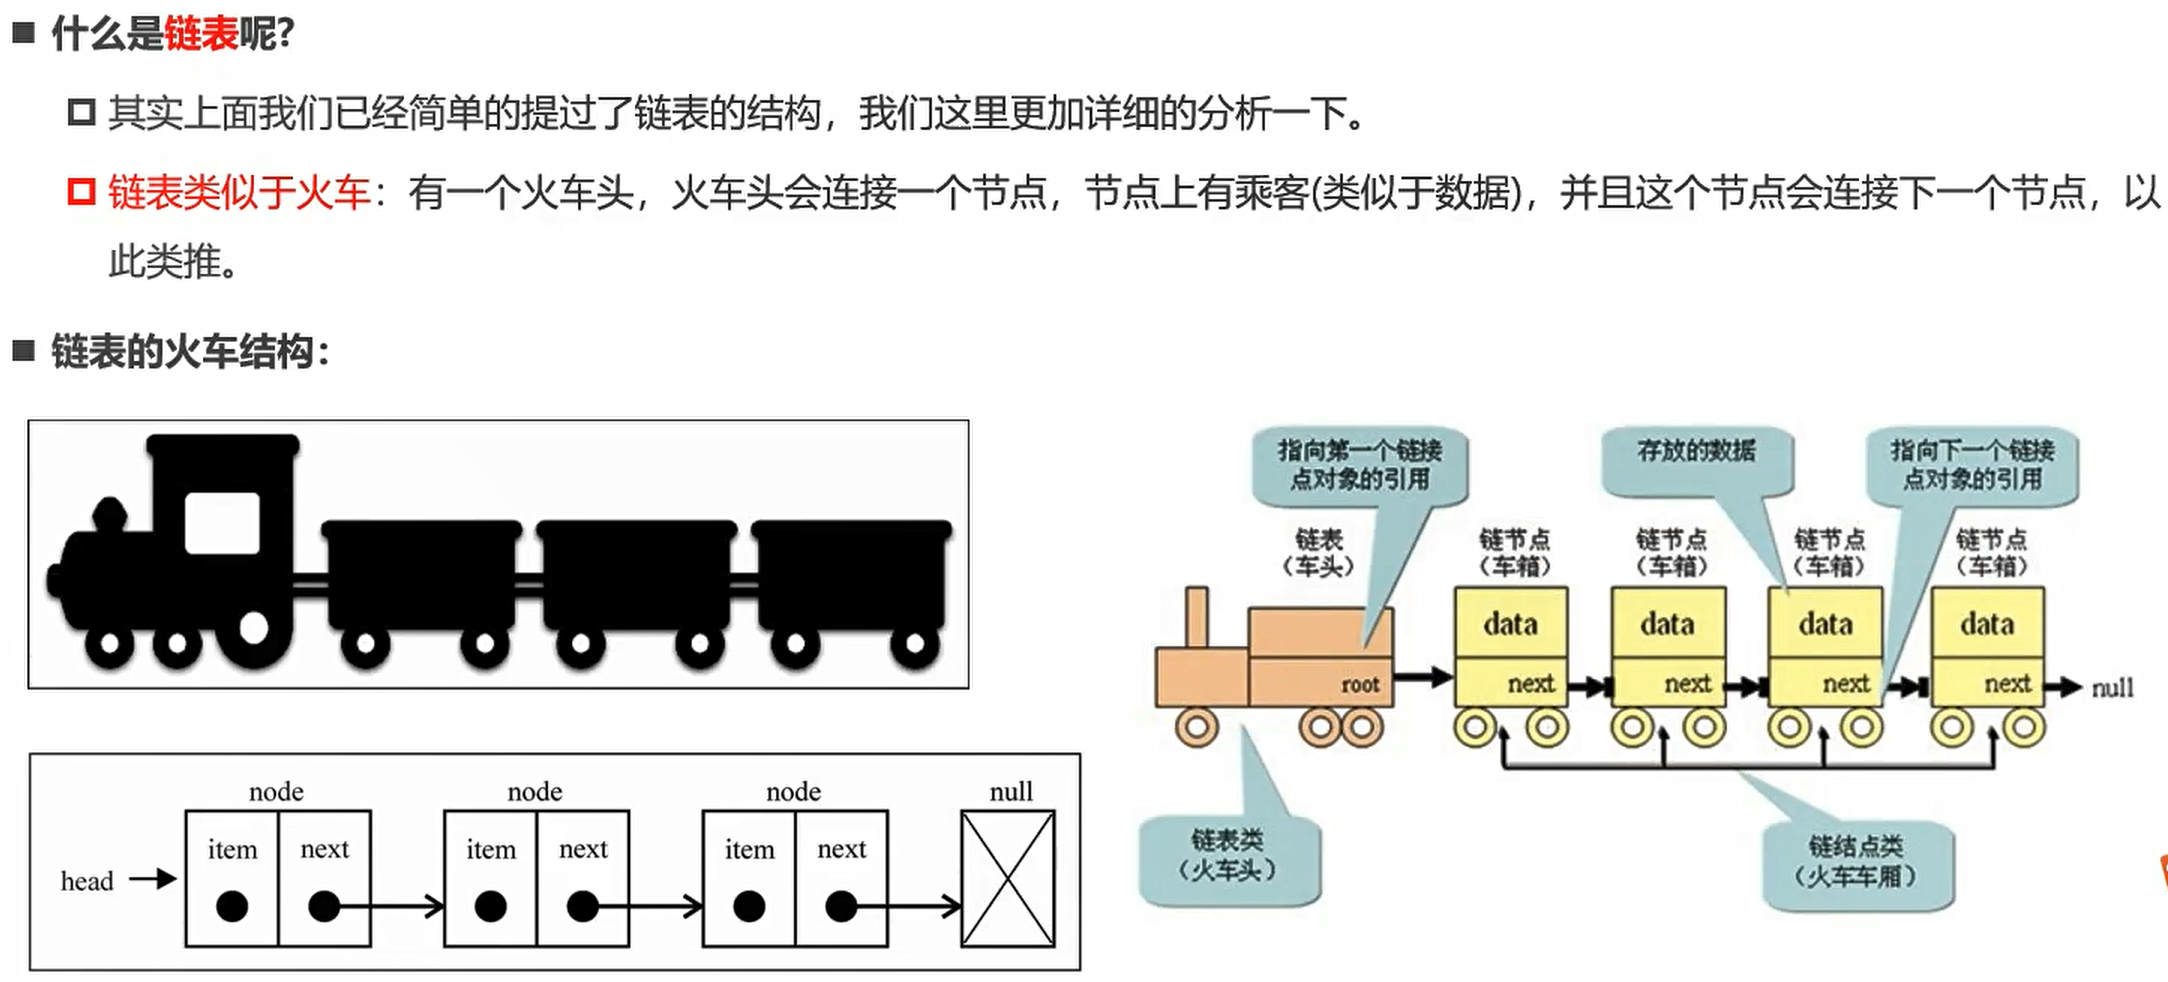 什么是链表呢?
其实上面我们已经简单的提过了链表的结构，我们这里更加详细的分析一下。
链表类似于火车：有一个火车头，火车头会连接一个节点，节点上有乘客(类似于数据)，并且这个节点会连接下一个节点，以
此类推。
链表的火车结构：
指向第一个链接
点对象的引用
存放的数据
指向下一个链接
点对象的引用
链表
（车头）
链节点
（车箱）
链节点
（车箱）
链节点
（车箱）
链节点
（车箱）
data
data
data
data
root
next
next
next
next
null
链表类
（火车头）
链结点类
（火车车厢）
node
node
node
null
item
next
item
next
item
next
head